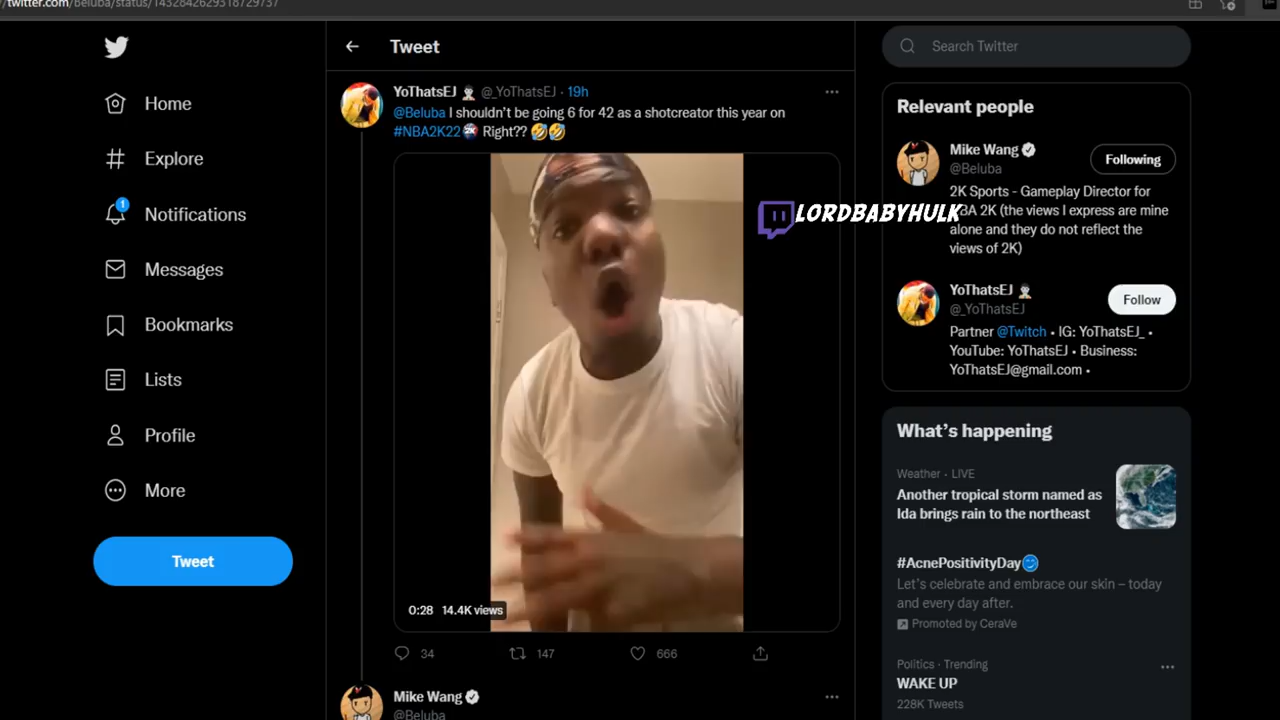 /twitter.com/beluba/status/1432842629318729737
Tweet
Search Twitter
Home
Explore
1
Notifications
Messages
Bookmarks
Lists
Profile
More
Tweet
YoThatsEJ @_YoThatsEJ · 19h
@Beluba I shouldn't be going 6 for 42 as a shotcreator this year on
#NBA2K22 Right?? 🤣🤣
0:28 14.4K views
34 147 666
Mike Wang
@Beluba
LORDBABYHULK
Relevant people
Mike Wang
@Beluba
Following
2K Sports - Gameplay Director for
NBA 2K (the views I express are mine
alone and they do not reflect the
views of 2K)
YoThatsEJ
@_YoThatsEJ
Follow
Partner @Twitch • IG: YoThatsEJ_ •
YouTube: YoThatsEJ • Business:
YoThatsEJ@gmail.com •
What's happening
Weather · LIVE
Another tropical storm named as
Ida brings rain to the northeast
#AcnePositivityDay
Let's celebrate and embrace our skin – today
and every day after.
Promoted by CeraVe
Politics · Trending
WAKE UP
228K Tweets